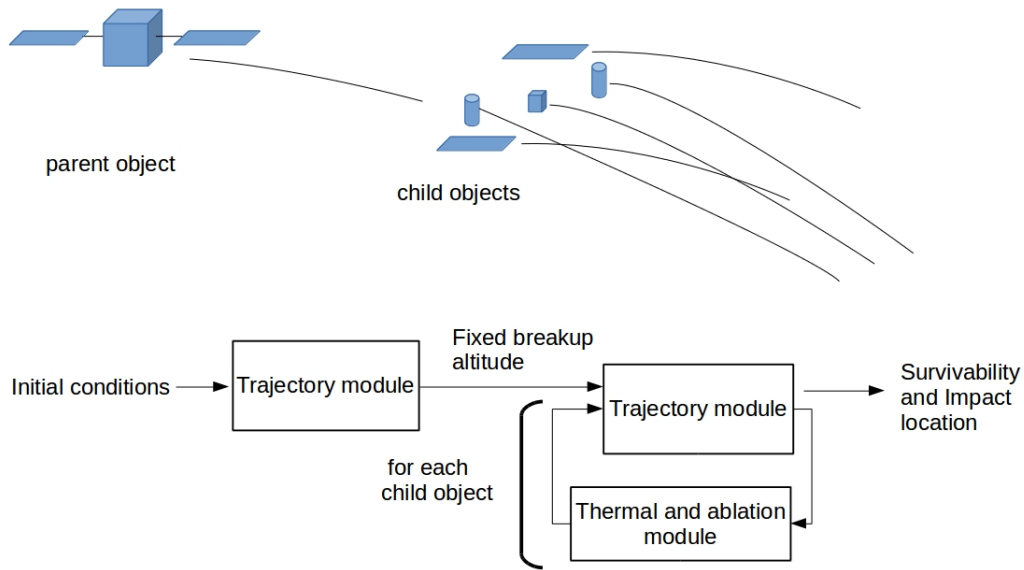 parent object
child objects
Fixed breakup
altitude
Initial conditions
Trajectory module
Trajectory module
Survivability
and Impact
location
for each
child object
Thermal and ablation
module